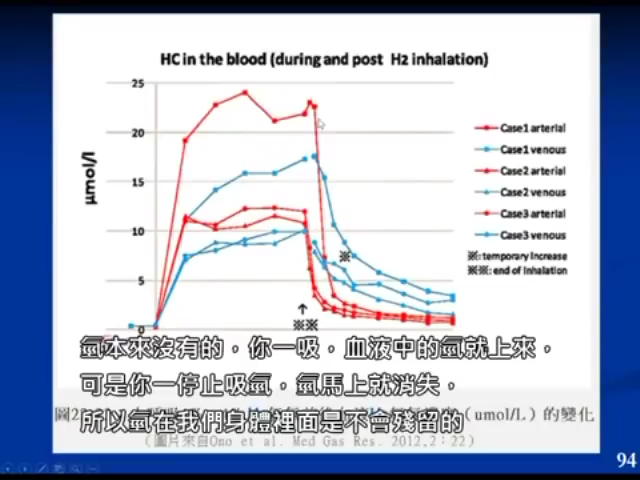 HC in the blood (during and post H2 inhalation)
25
20
15
10
5
0
μmol/l
Case1 arterial
Case1 venous
Case2 arterial
Case2 venous
Case3 arterial
Case3 venous
※: temporary Increase
※※: end of Inhalation
※
↑
※※
氫本來沒有的，你一吸，血液中的氫就上來，
可是你一停止吸氫，氫馬上就消失，
所以氫在我們身體裡面是不會殘留的
圖2
（umol/L）的變化
（圖片來自Ono et al. Med Gas Res. 2012,2：22）
94